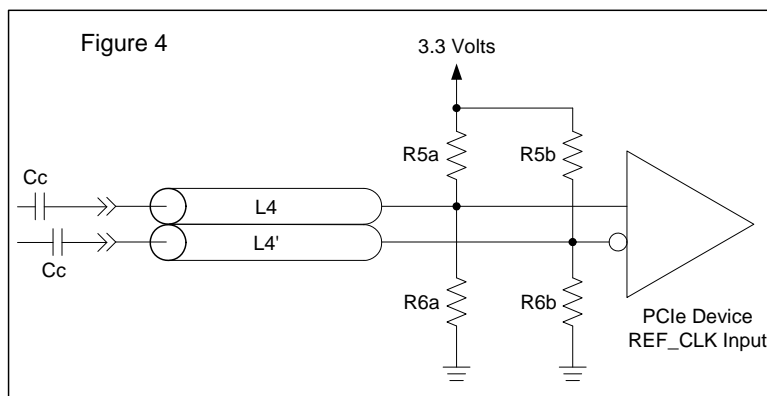 Figure 4
3.3 Volts
R5a
R5b
Cc
L4
L4'
Cc
R6a
R6b
PCIe Device
REF_CLK Input